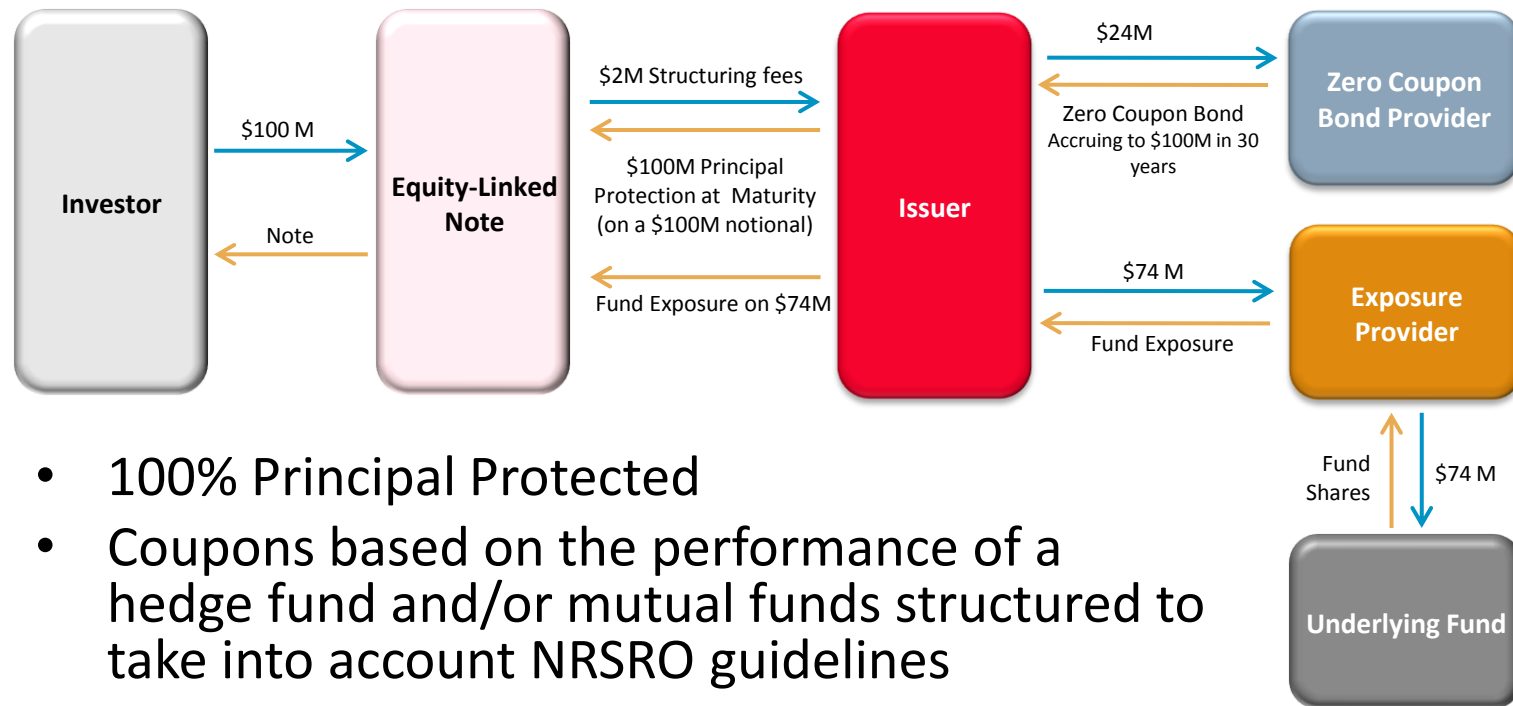 Investor
$100 M
Note
Equity-Linked
Note
$2M Structuring fees
$100M Principal
Protection at Maturity
(on a $100M notional)
Fund Exposure on $74M
Issuer
$24M
Zero Coupon Bond
Accruing to $100M in 30
years
Zero Coupon
Bond Provider
$74 M
Fund Exposure
Exposure
Provider
Fund
Shares
$74 M
Underlying Fund
• 100% Principal Protected
• Coupons based on the performance of a
hedge fund and/or mutual funds structured to
take into account NRSRO guidelines